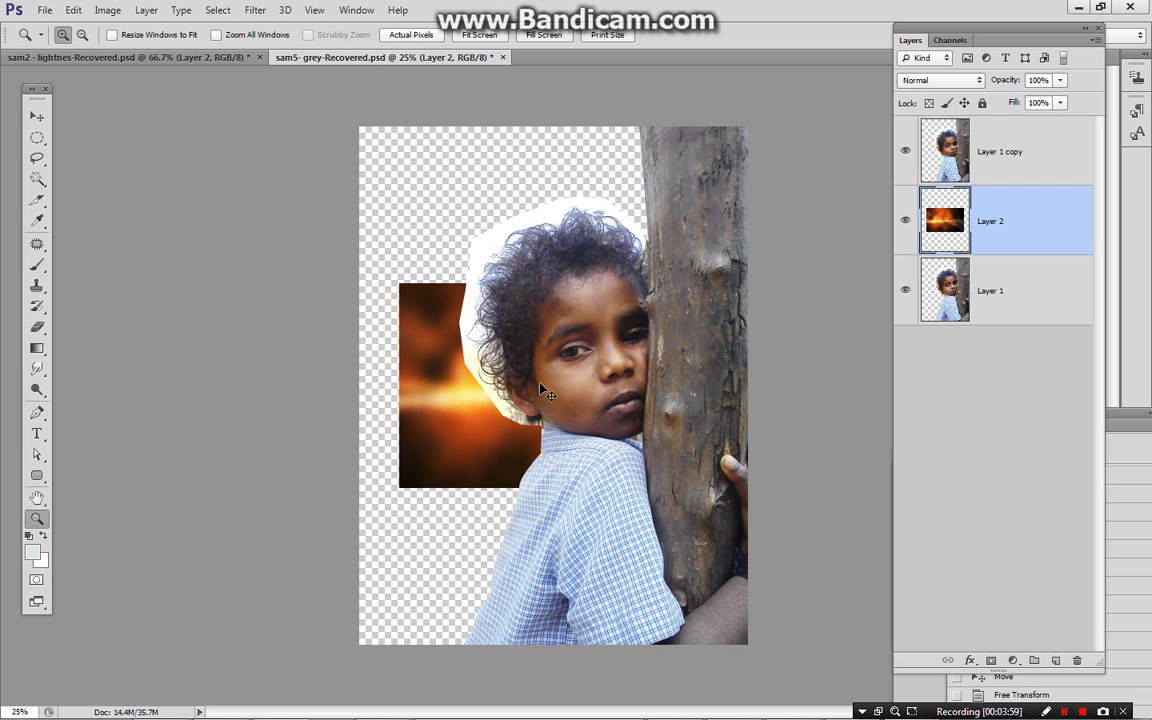 www.Bandicam.com
Ps File Edit Image Layer Type Select Filter 3D View Window Help
Resize Windows to Fit Zoom All Windows Scrubby Zoom Actual Pixels Fit Screen Fill Screen Print Size
sam2 - lightnes-Recovered.psd @ 66.7% (Layer 2, RGB/8) * × sam5- grey-Recovered.psd @ 25% (Layer 2, RGB/8) * ×
Layers Channels
Kind
Normal Opacity: 100%
Lock: Fill: 100%
Layer 1 copy
Layer 2
Layer 1
Move
Free Transform
25% Doc: 14.4M/35.7M
Recording [00:03:59]